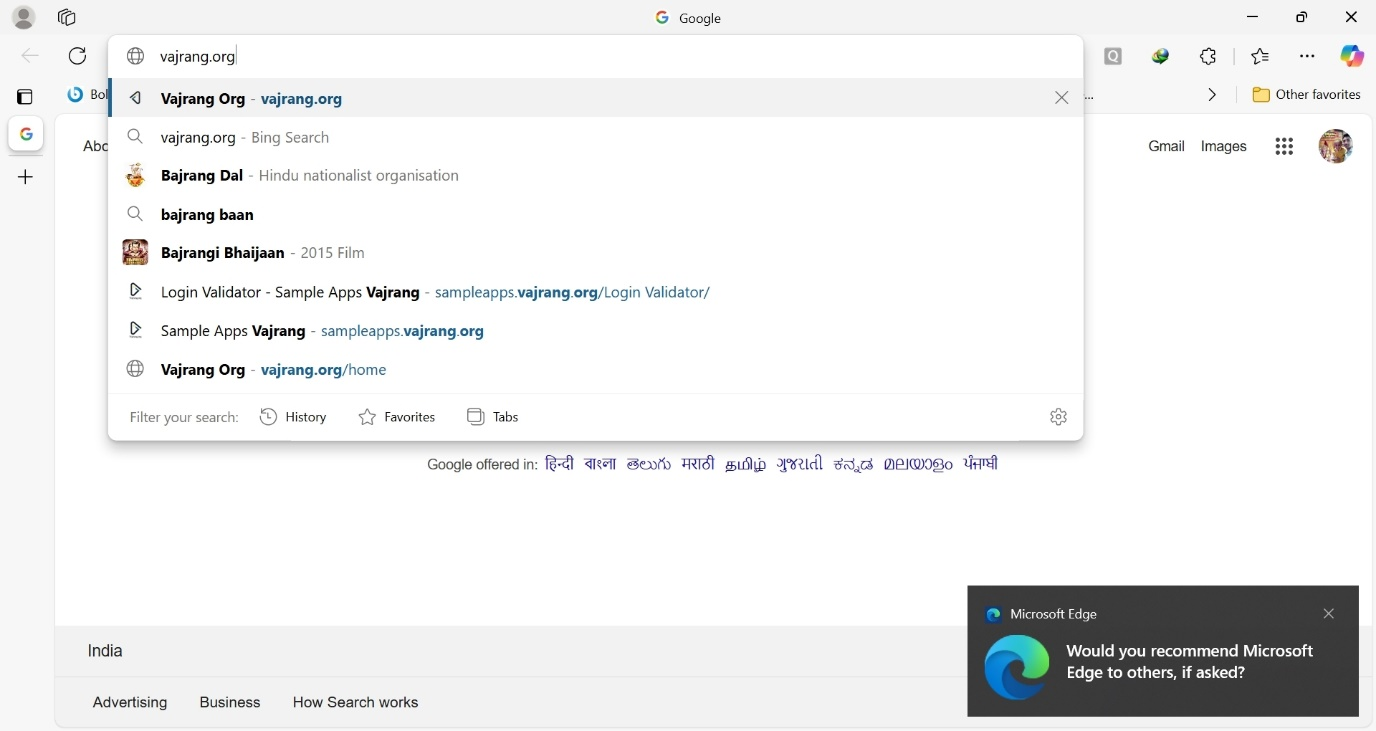 Google
vajrang.org
Bol
Vajrang Org - vajrang.org
...
Other favorites
vajrang.org - Bing Search
Abo
Gmail Images
Bajrang Dal - Hindu nationalist organisation
bajrang baan
Bajrangi Bhaijaan - 2015 Film
Login Validator - Sample Apps Vajrang - sampleapps.vajrang.org/Login Validator/
Sample Apps Vajrang - sampleapps.vajrang.org
Vajrang Org - vajrang.org/home
Filter your search: History Favorites Tabs
Google offered in: हिन्दी বাংলা తెలుగు मराठी தமிழ் ગુજરાતી ಕನ್ನಡ മലയാളം ਪੰਜਾਬੀ
Microsoft Edge
Would you recommend Microsoft
Edge to others, if asked?
India
Advertising Business How Search works